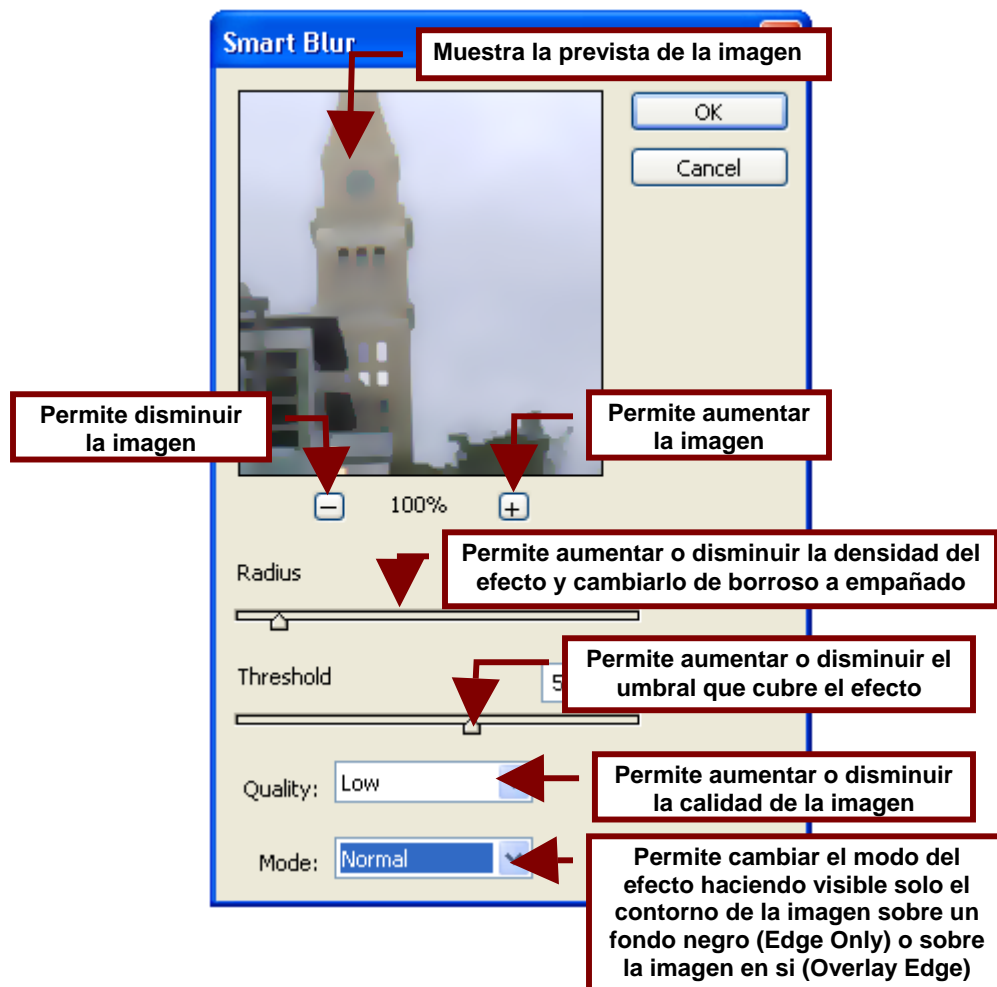 Smart Blur
Muestra la prevista de la imagen
OK
Cancel
Permite disminuir
la imagen
Permite aumentar
la imagen
100%
Radius
Permite aumentar o disminuir la densidad del
efecto y cambiarlo de borroso a empañado
Threshold
Permite aumentar o disminuir el
umbral que cubre el efecto
Quality:
Low
Permite aumentar o disminuir
la calidad de la imagen
Mode:
Normal
Permite cambiar el modo del
efecto haciendo visible solo el
contorno de la imagen sobre un
fondo negro (Edge Only) o sobre
la imagen en si (Overlay Edge)